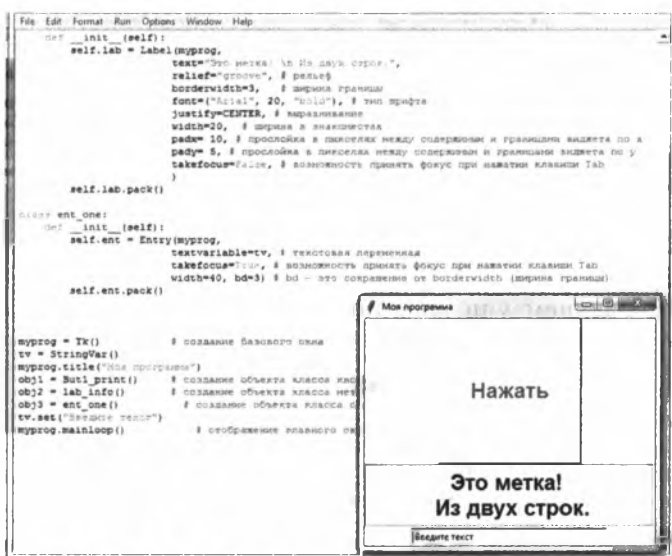 File Edit Format Run Options Window Help
def __init__(self):
self.lab = Label(myprog,
text="Это метка! \n Из двух строк.",
relief="groove", # рельеф
borderwidth=3, # ширина границы
font=("Arial", 20, "bold"), # тип шрифта
justify=CENTER, # выравнивание
width=20, # ширина в знакоместах
padx= 10, # прослойка в пикселях между содержимым и границами виджета по x
pady= 5, # прослойка в пикселях между содержимым и границами виджета по y
takefocus=False, # возможность принять фокус при нажатии клавиши Tab
)
self.lab.pack()
class ent_one:
def __init__(self):
self.ent = Entry(myprog,
textvariable=tv, # текстовая переменная
takefocus=True, # возможность принять фокус при нажатии клавиши Tab
width=40, bd=3) # bd - это сокращение от borderwidth (ширина границы)
self.ent.pack()
myprog = Tk() # создание базового окна
tv = StringVar()
myprog.title("Моя программа")
obj1 = But1_print() # создание объекта класса
obj2 = lab_info() # создание объекта класса
obj3 = ent_one() # создание объекта класса
tv.set("Введите текст")
myprog.mainloop() # отображение главного
Моя программа
Нажать
Это метка!
Из двух строк.
Введите текст